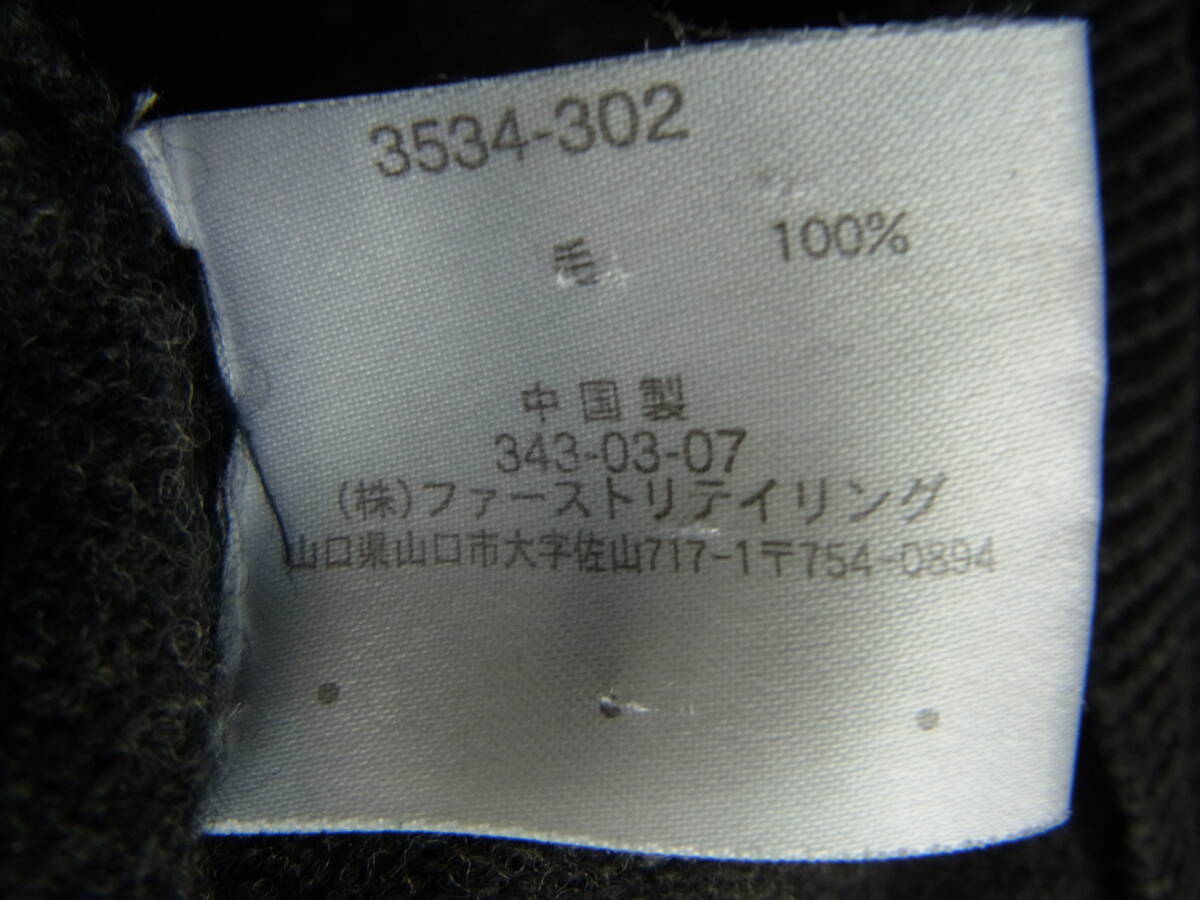 3534-302
毛 100%
中国製
343-03-07
(株)ファーストリテイリング
山口県山口市大字佐山717-1〒754-0894